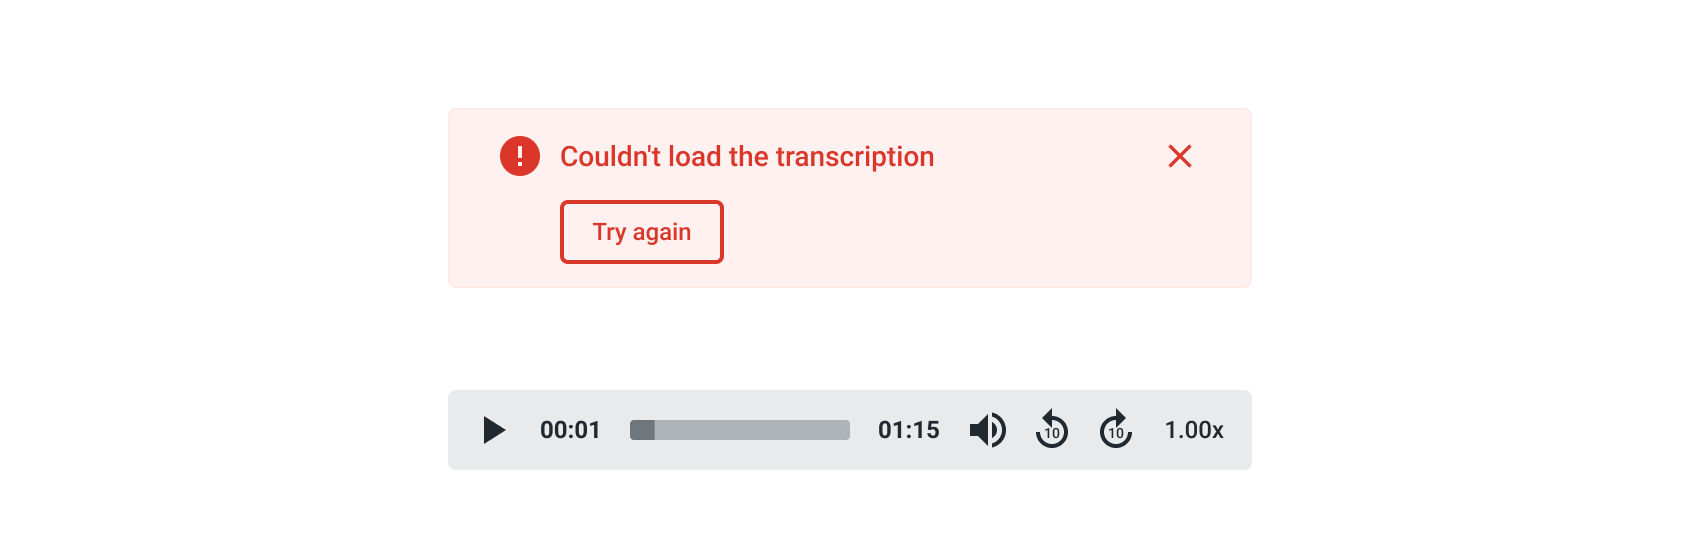 Couldn't load the transcription
Try again
00:01 01:15 10 10 1.00x